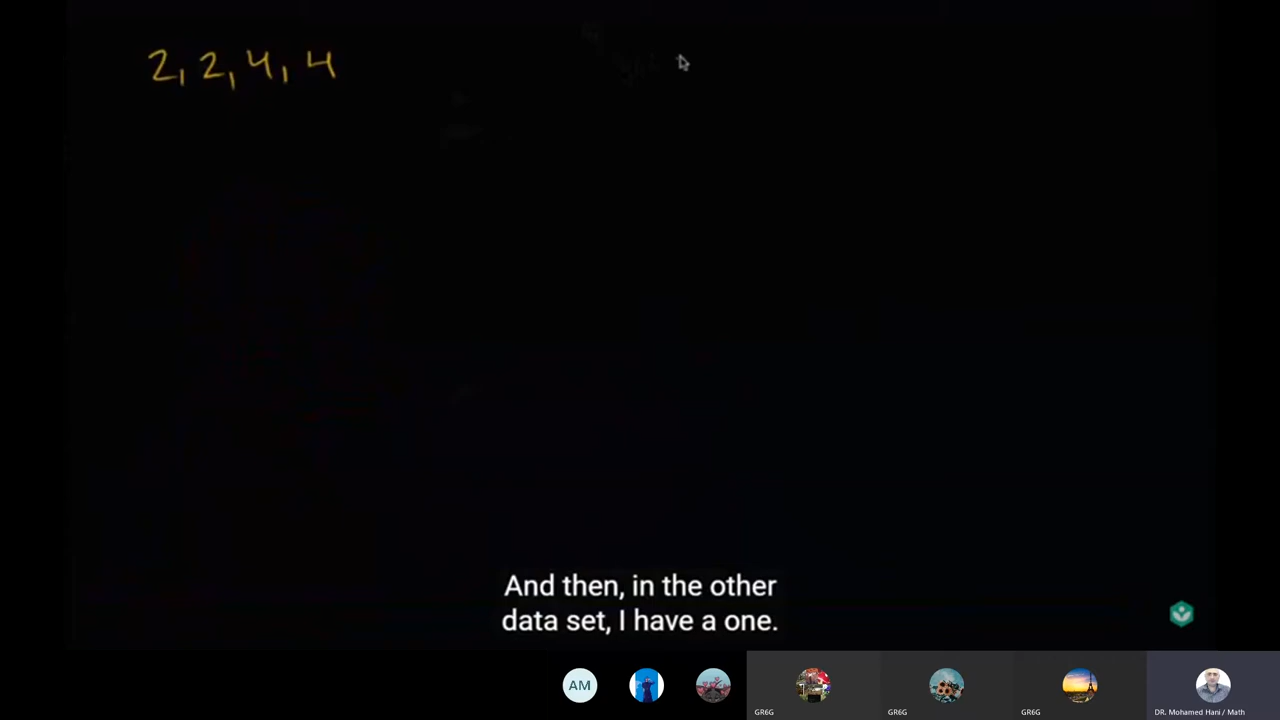 2, 2, 4, 4
And then, in the other
data set, I have a one.
AM
GR6G
GR6G
GR6G
DR. Mohamed Hani / Math